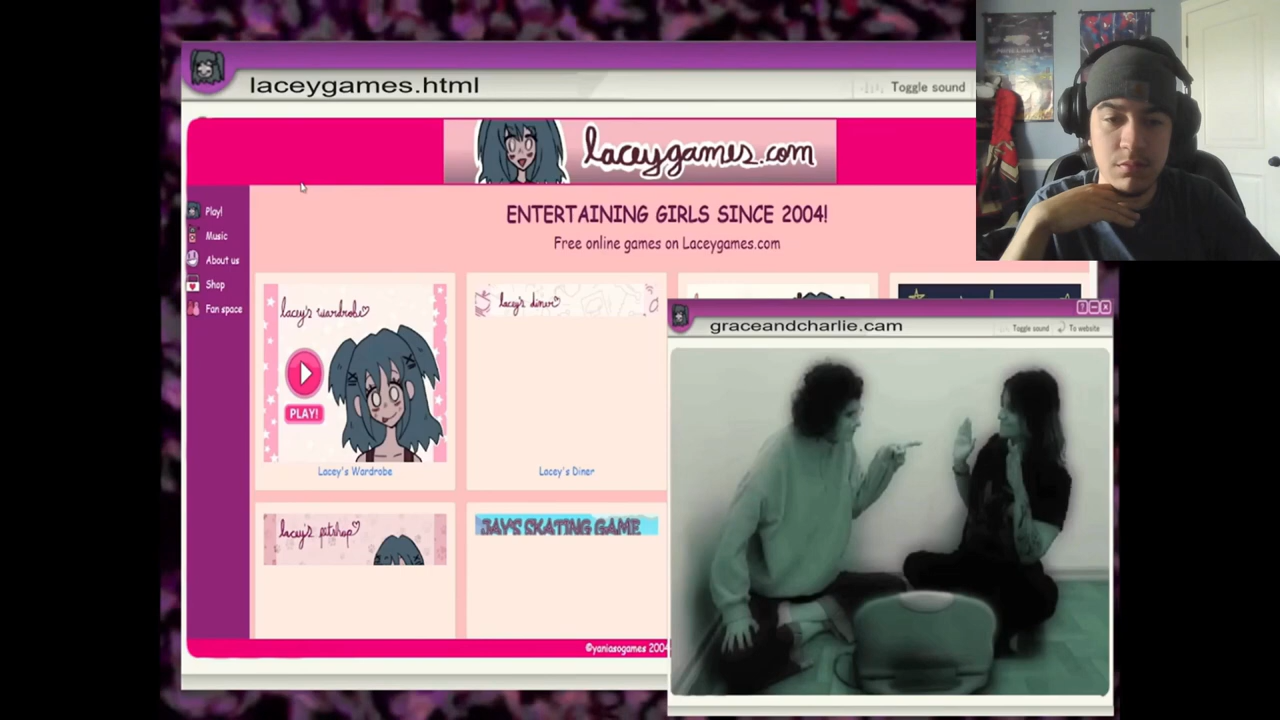 laceygames.html
Toggle sound
laceygames.com
Play!
Music
About us
Shop
Fan space
ENTERTAINING GIRLS SINCE 2004!
Free online games on Laceygames.com
lacey's wardrobe
PLAY!
Lacey's Wardrobe
lacey's diner
Lacey's Diner
lacey's petshop
JAY'S SKATING GAME
©yaniasogames 2004
graceandcharlie.cam
Toggle sound
To website